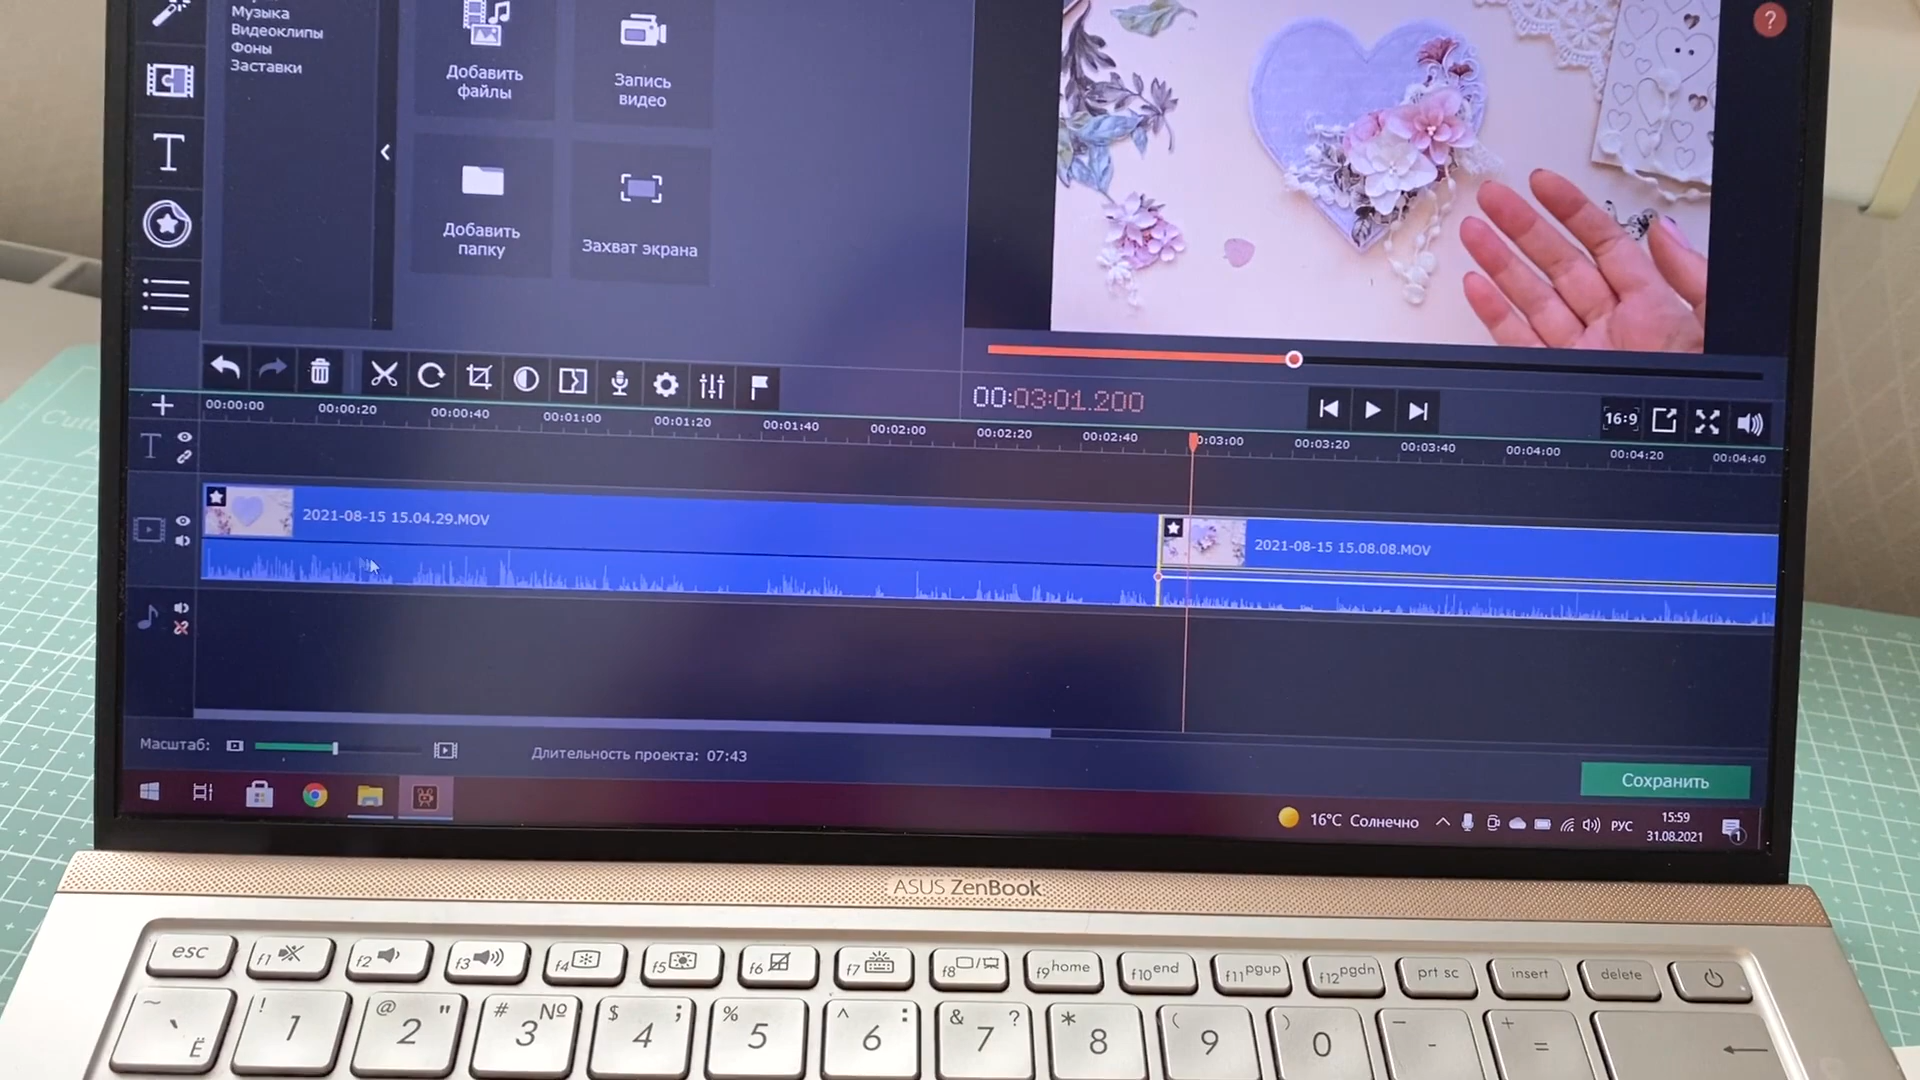 Музыка
Видеоклипы
Фоны
Заставки
Добавить
файлы
Запись
видео
Добавить
папку
Захват экрана
?
00:03:01.200
16:9
00:00:00
00:00:20
00:00:40
00:01:00
00:01:20
00:01:40
00:02:00
00:02:20
00:02:40
0:03:00
00:03:20
00:03:40
00:04:00
00:04:20
00:04:40
2021-08-15 15.04.29.MOV
2021-08-15 15.08.08.MOV
Масштаб:
Длительность проекта: 07:43
Сохранить
16°C Солнечно
РУС
15:59
31.08.2021
1
ASUS ZenBook
esc
f1
f2
f3
f4
f5
f6
f7
f8
f9 home
f10 end
f11 pgup
f12 pgdn
prt sc
insert
delete
~ ` Ё
! 1
@ " 2
# № 3
$ ; 4
% 5
^ : 6
& ? 7
* 8
( 9
) 0
_ -
+ =